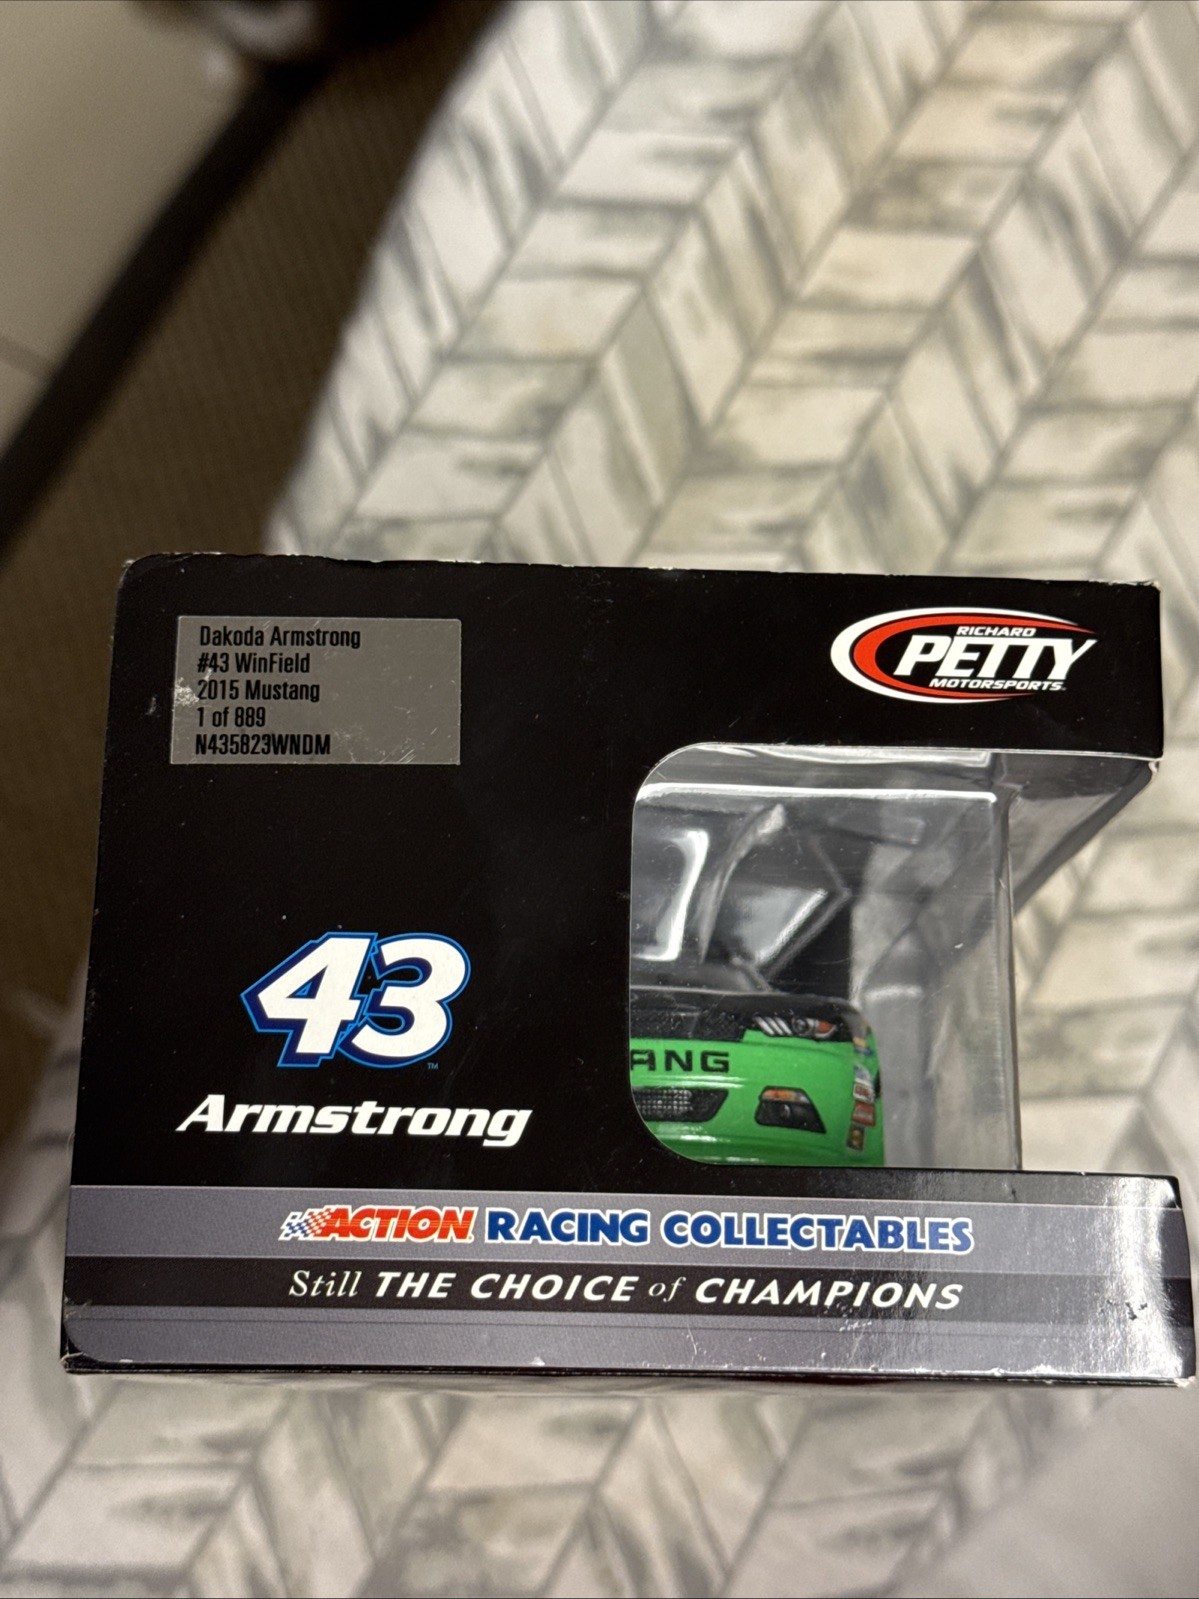 Dakoda Armstrong
#43 WinField
2015 Mustang
1 of 889
N435823WNDM
RICHARD
PETTY
MOTORSPORTS
ANG
43
TM
Armstrong
ACTION RACING COLLECTABLES
Still THE CHOICE of CHAMPIONS